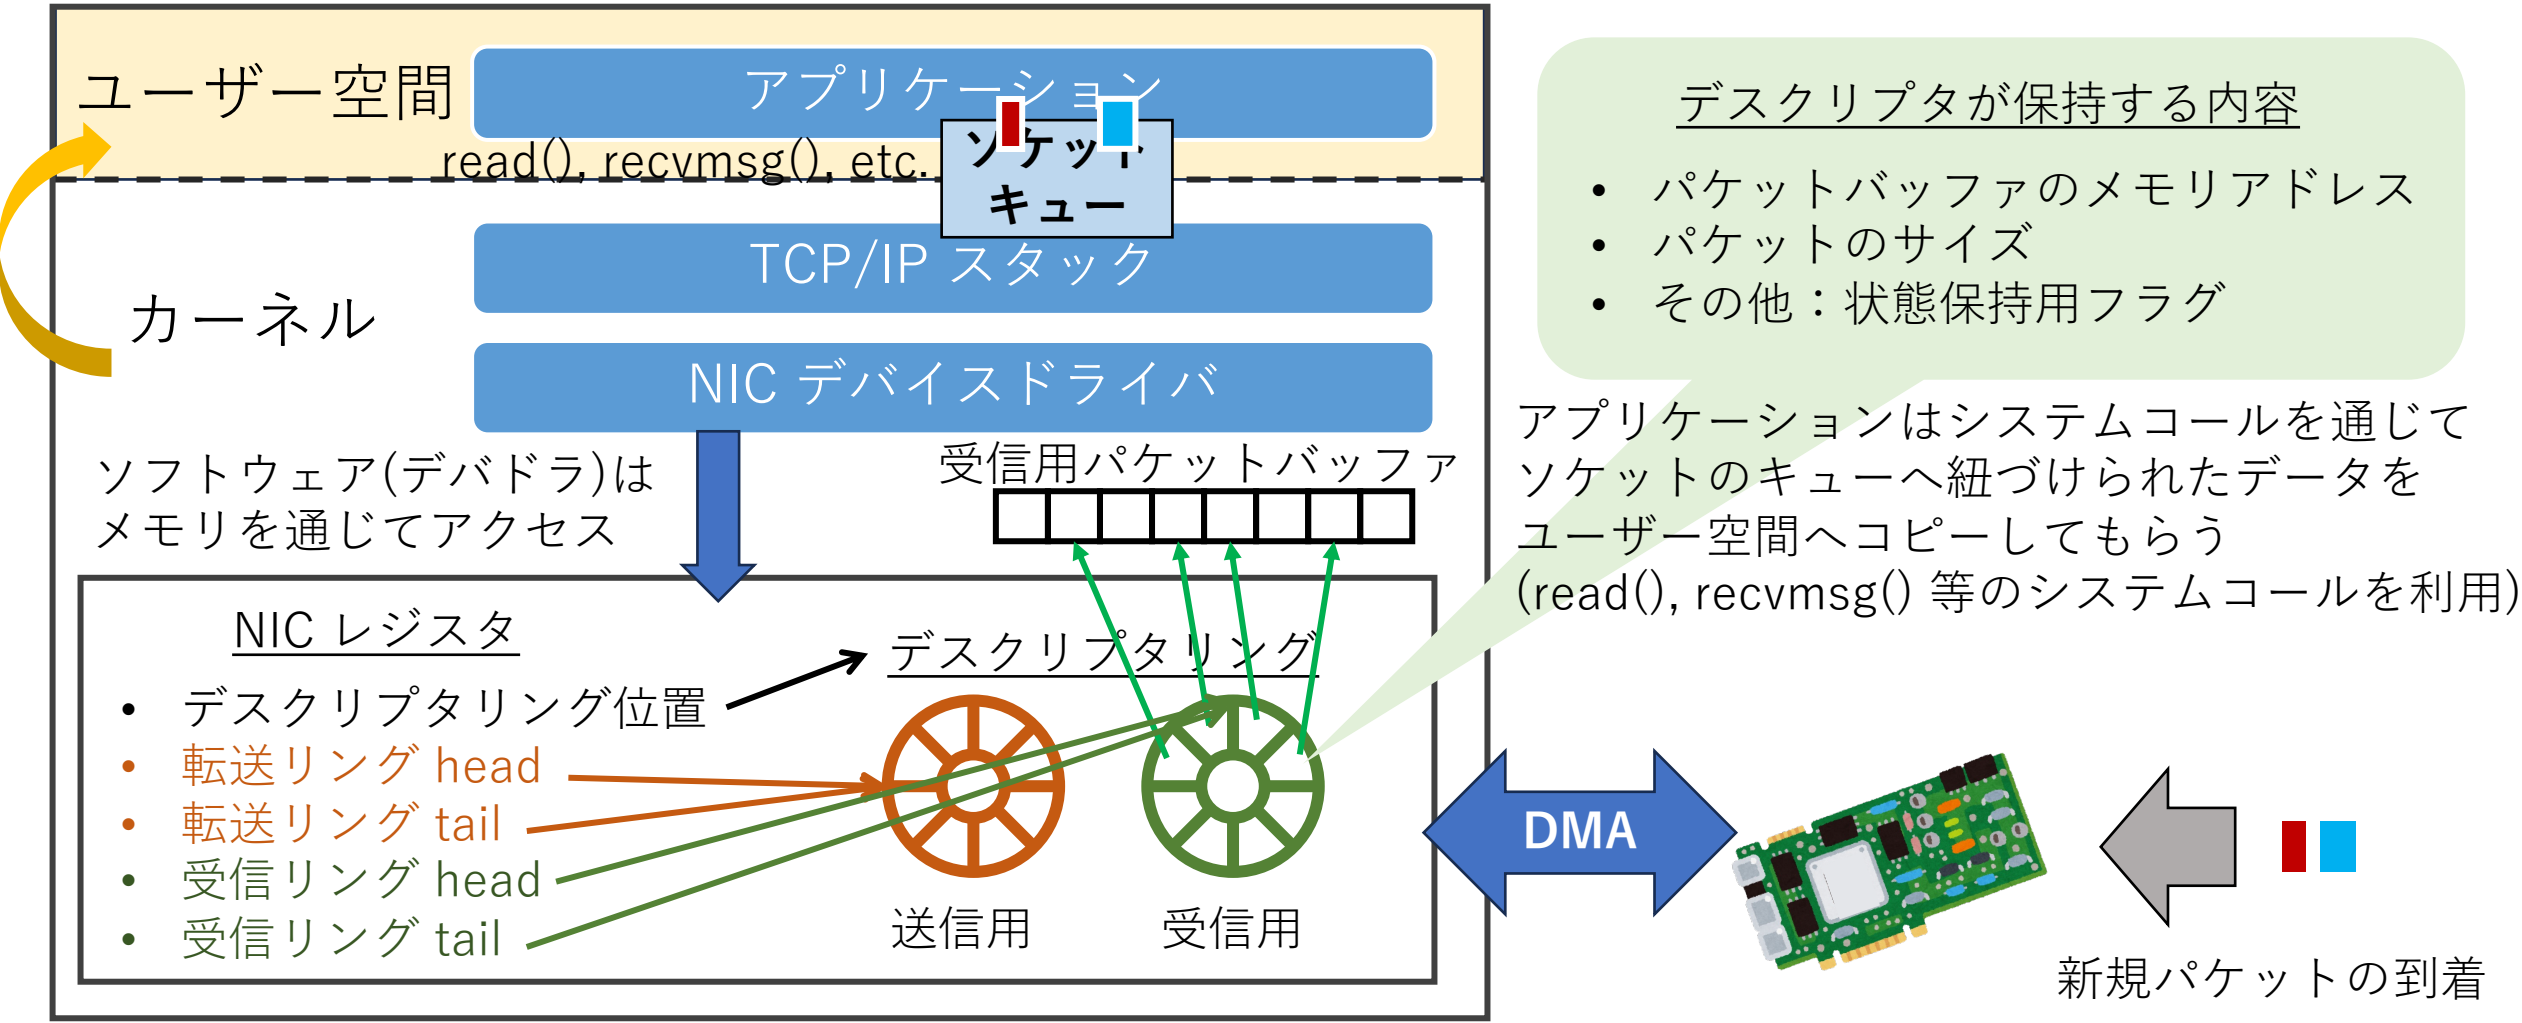 ユーザー空間
アプリケーション
read(), recvmsg(), etc.
ソケット
キュー
TCP/IP スタック
カーネル
NIC デバイスドライバ
ソフトウェア(デバドラ)は
メモリを通じてアクセス
受信用パケットバッファ
NIC レジスタ
• デスクリプタリング位置
• 転送リング head
• 転送リング tail
• 受信リング head
• 受信リング tail
デスクリプタリング
送信用
受信用
デスクリプタが保持する内容
• パケットバッファのメモリアドレス
• パケットのサイズ
• その他：状態保持用フラグ
アプリケーションはシステムコールを通じて
ソケットのキューへ紐づけられたデータを
ユーザー空間へコピーしてもらう
(read(), recvmsg() 等のシステムコールを利用)
DMA
新規パケットの到着